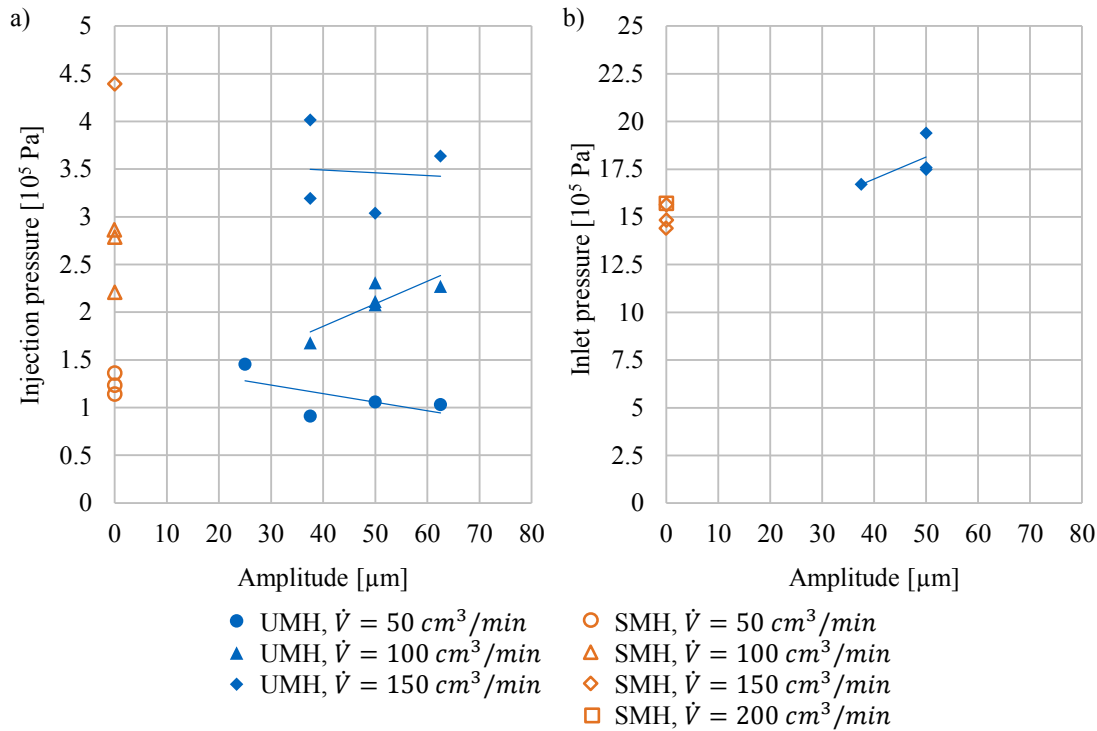 a)
Injection pressure [10⁵ Pa]
5
4.5
4
3.5
3
2.5
2
1.5
1
0.5
0
0 10 20 30 40 50 60 70 80
Amplitude [µm]
b)
Inlet pressure [10⁵ Pa]
25
22.5
20
17.5
15
12.5
10
7.5
5
2.5
0
0 10 20 30 40 50 60 70 80
Amplitude [µm]
UMH, V̇ = 50 cm³/min
UMH, V̇ = 100 cm³/min
UMH, V̇ = 150 cm³/min
SMH, V̇ = 50 cm³/min
SMH, V̇ = 100 cm³/min
SMH, V̇ = 150 cm³/min
SMH, V̇ = 200 cm³/min